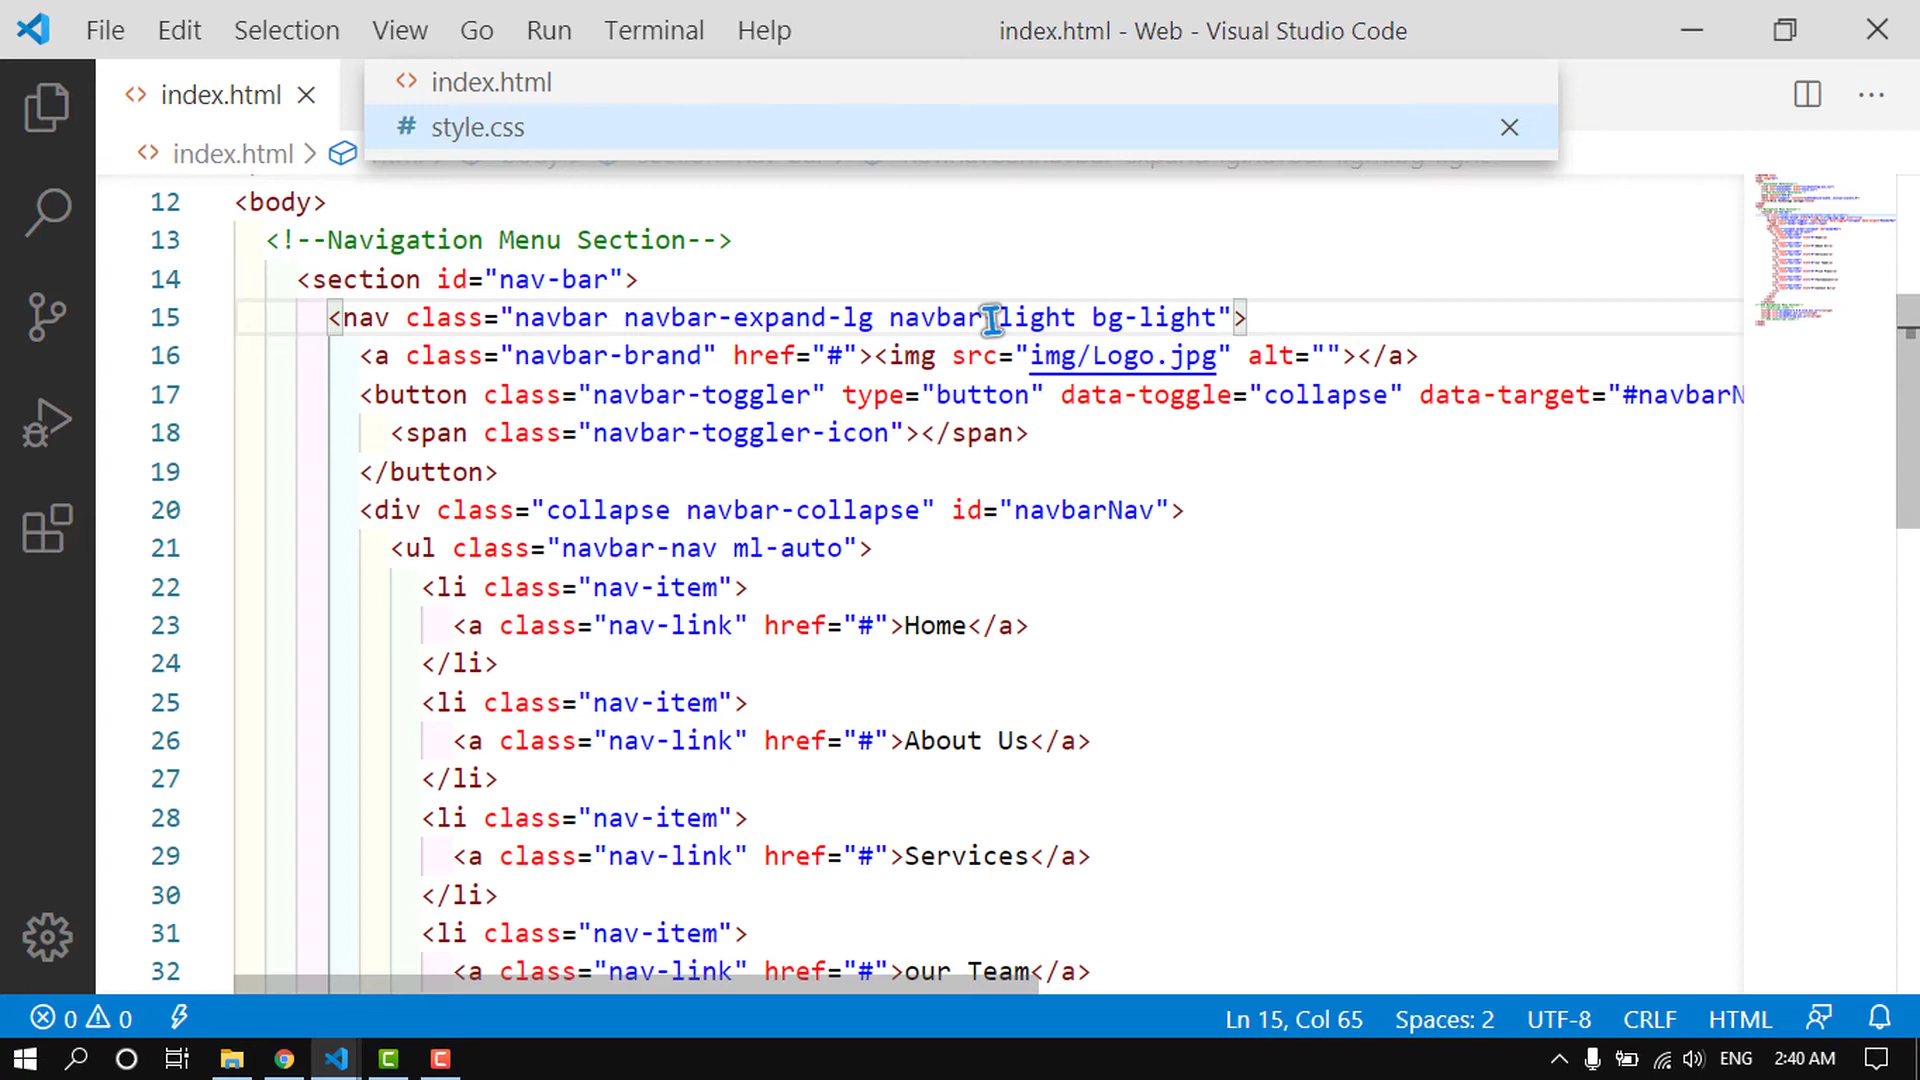 File Edit Selection View Go Run Terminal Help index.html - Web - Visual Studio Code
index.html
index.html
# style.css
index.html
12 <body>
13 <!--Navigation Menu Section-->
14 <section id="nav-bar">
15 <nav class="navbar navbar-expand-lg navbar-light bg-light">
16 <a class="navbar-brand" href="#"><img src="img/Logo.jpg" alt=""></a>
17 <button class="navbar-toggler" type="button" data-toggle="collapse" data-target="#navbarN
18 <span class="navbar-toggler-icon"></span>
19 </button>
20 <div class="collapse navbar-collapse" id="navbarNav">
21 <ul class="navbar-nav ml-auto">
22 <li class="nav-item">
23 <a class="nav-link" href="#">Home</a>
24 </li>
25 <li class="nav-item">
26 <a class="nav-link" href="#">About Us</a>
27 </li>
28 <li class="nav-item">
29 <a class="nav-link" href="#">Services</a>
30 </li>
31 <li class="nav-item">
32 <a class="nav-link" href="#">our Team</a>
0 0 Ln 15, Col 65 Spaces: 2 UTF-8 CRLF HTML
ENG 2:40 AM